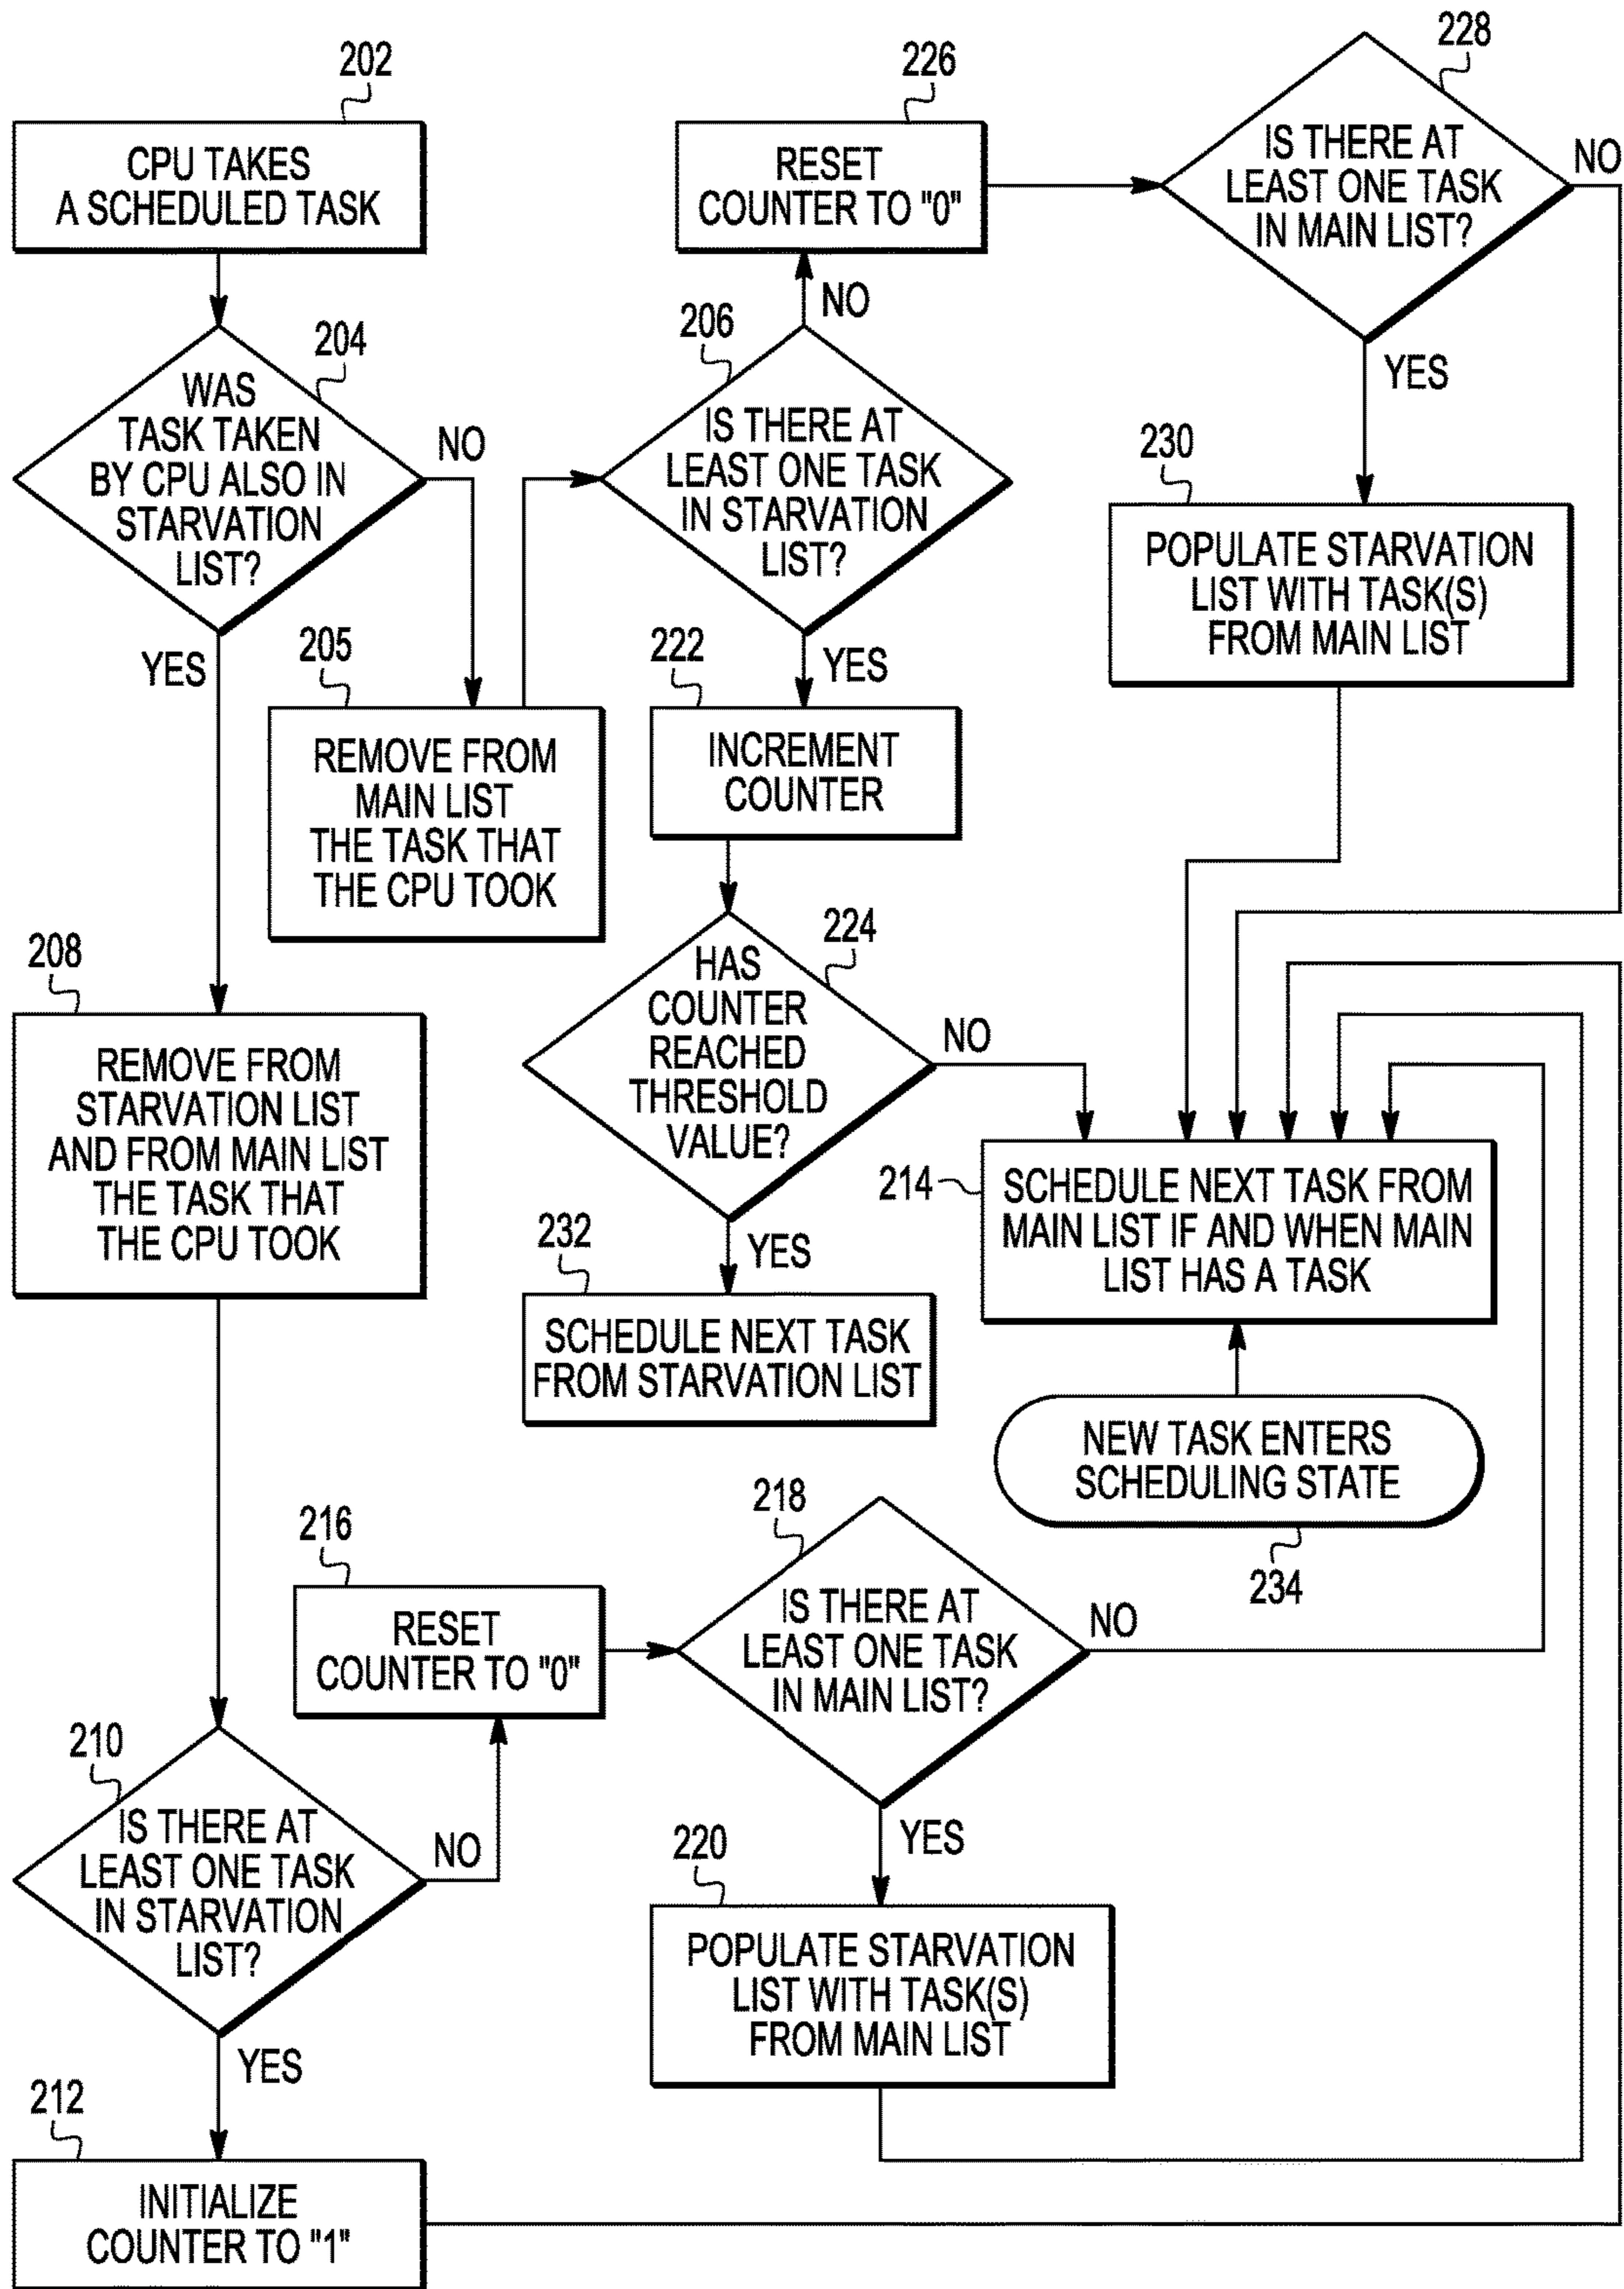 202
CPU TAKES
A SCHEDULED TASK
204
WAS
TASK TAKEN
BY CPU ALSO IN
STARVATION
LIST?
NO
YES
205
REMOVE FROM
MAIN LIST
THE TASK THAT
THE CPU TOOK
206
IS THERE AT
LEAST ONE TASK
IN STARVATION
LIST?
NO
YES
226
RESET
COUNTER TO "0"
228
IS THERE AT
LEAST ONE TASK
IN MAIN LIST?
NO
YES
230
POPULATE STARVATION
LIST WITH TASK(S)
FROM MAIN LIST
222
INCREMENT
COUNTER
224
HAS
COUNTER
REACHED
THRESHOLD
VALUE?
NO
YES
232
SCHEDULE NEXT TASK
FROM STARVATION LIST
214
SCHEDULE NEXT TASK FROM
MAIN LIST IF AND WHEN MAIN
LIST HAS A TASK
NEW TASK ENTERS
SCHEDULING STATE
234
208
REMOVE FROM
STARVATION LIST
AND FROM MAIN LIST
THE TASK THAT
THE CPU TOOK
210
IS THERE AT
LEAST ONE TASK
IN STARVATION
LIST?
NO
YES
216
RESET
COUNTER TO "0"
218
IS THERE AT
LEAST ONE TASK
IN MAIN LIST?
NO
YES
220
POPULATE STARVATION
LIST WITH TASK(S)
FROM MAIN LIST
212
INITIALIZE
COUNTER TO "1"